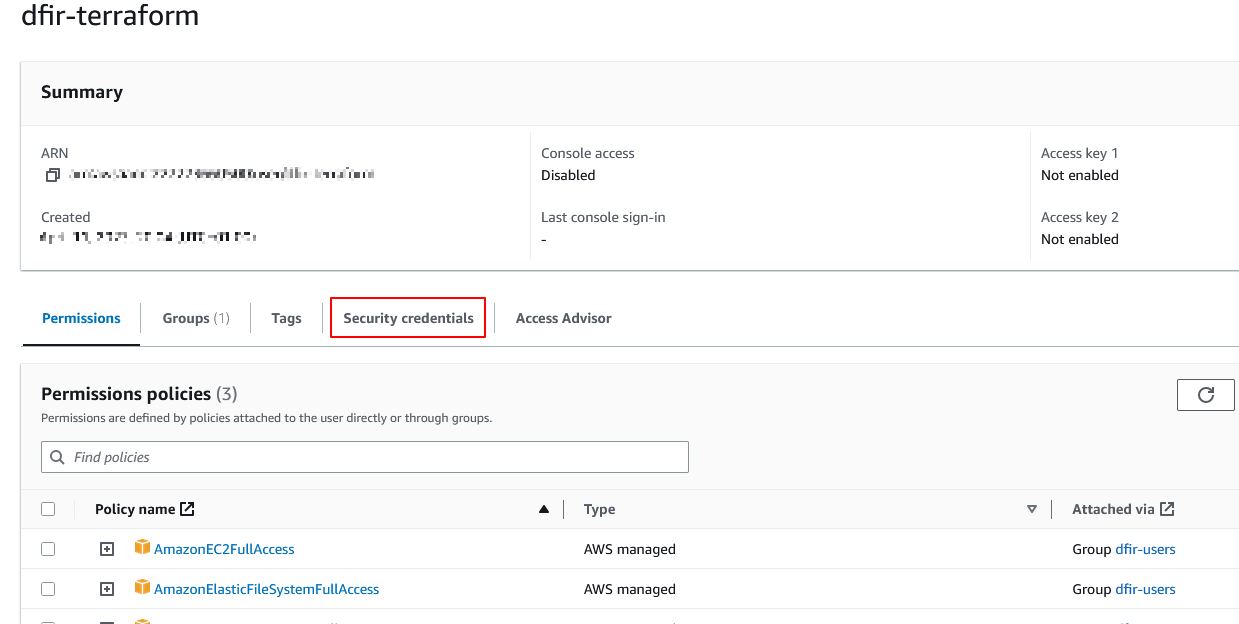 dfir-terraform
Summary
ARN
Console access
Access key 1
Disabled
Not enabled
Created
Last console sign-in
Access key 2
-
Not enabled
Permissions
Groups (1)
Tags
Security credentials
Access Advisor
Permissions policies (3)
Permissions are defined by policies attached to the user directly or through groups.
Find policies
Policy name
Type
Attached via
AmazonEC2FullAccess
AWS managed
Group dfir-users
AmazonElasticFileSystemFullAccess
AWS managed
Group dfir-users